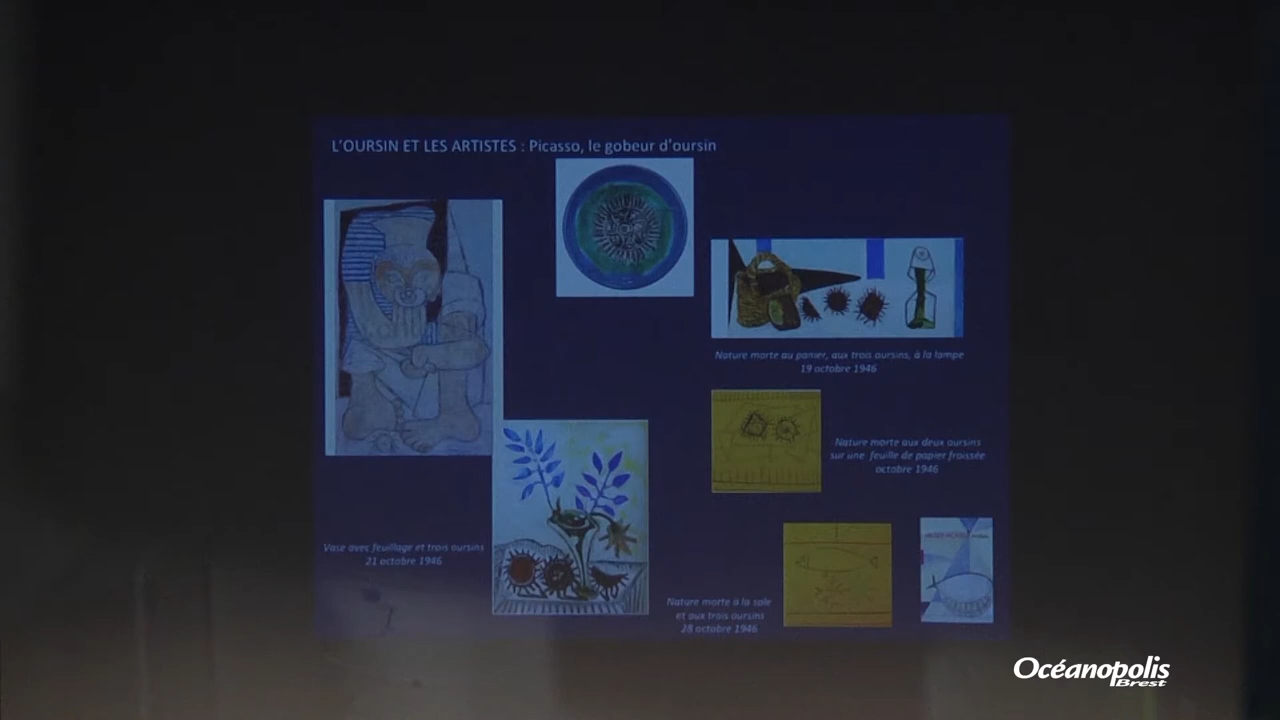 L'OURSIN ET LES ARTISTES : Picasso, le gobeur d'oursin
Nature morte au panier, aux trois oursins, à la lampe
19 octobre 1946
Nature morte aux deux oursins
sur une feuille de papier froissée
octobre 1946
Vase avec feuillage et trois oursins
21 octobre 1946
Nature morte à la sole
et aux trois oursins
28 octobre 1946
Océanopolis
Brest